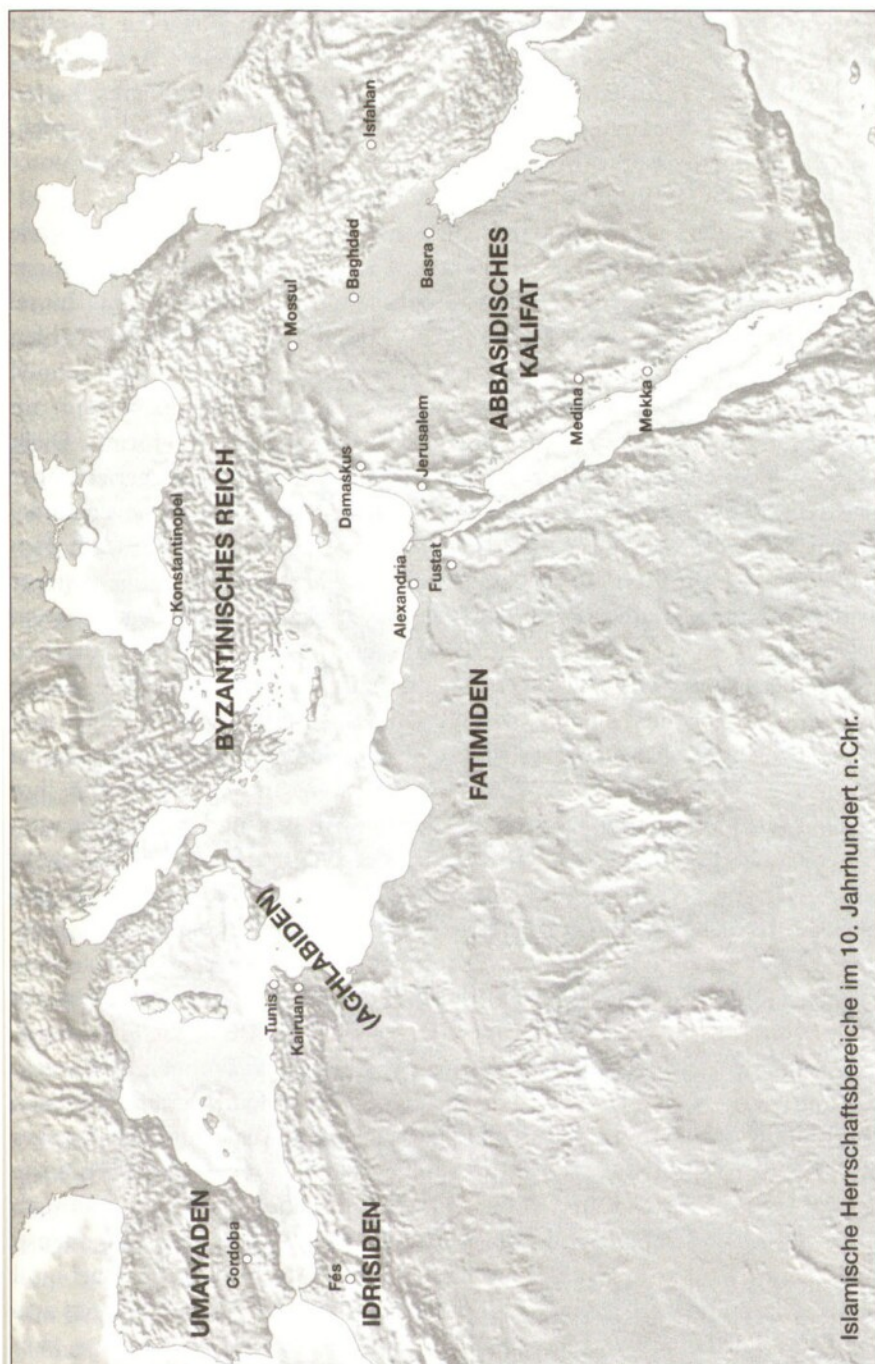 UMAIYADEN
Cordoba
Fés
IDRISIDEN
Tunis
Kairuan
(AGHLABIDEN)
BYZANTINISCHES REICH
Konstantinopel
FATIMIDEN
Alexandria
Fustat
Damaskus
Jerusalem
Mossul
Baghdad
Isfahan
Basra
ABBASIDISCHES
KALIFAT
Medina
Mekka
Islamische Herrschaftsbereiche im 10. Jahrhundert n.Chr.